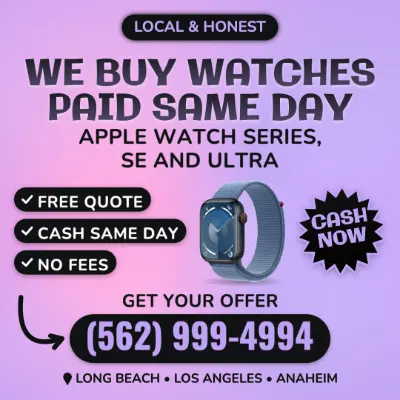 LOCAL & HONEST
WE BUY WATCHES
PAID SAME DAY
APPLE WATCH SERIES,
SE AND ULTRA
FREE QUOTE
CASH SAME DAY
NO FEES
CASH
NOW
GET YOUR OFFER
(562) 999-4994
LONG BEACH • LOS ANGELES • ANAHEIM